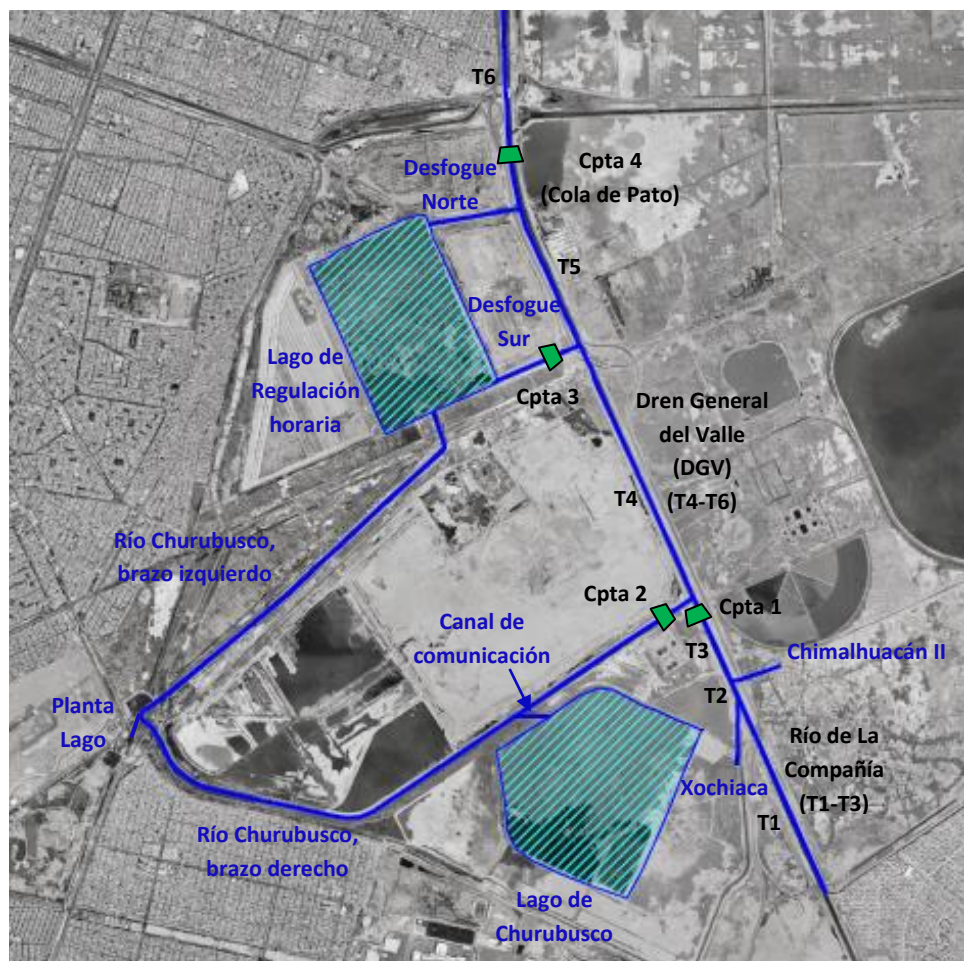 T6
Cpta 4
(Cola de Pato)
Desfogue
Norte
T5
Desfogue
Sur
Lago de
Regulación
horaria
Cpta 3
Dren General
del Valle
(DGV)
(T4-T6)
T4
Río Churubusco,
brazo izquierdo
Cpta 2
Cpta 1
Canal de
comunicación
T3
Chimalhuacán II
T2
Planta
Lago
Río de La
Compañía
(T1-T3)
Xochiaca
T1
Río Churubusco,
brazo derecho
Lago de
Churubusco